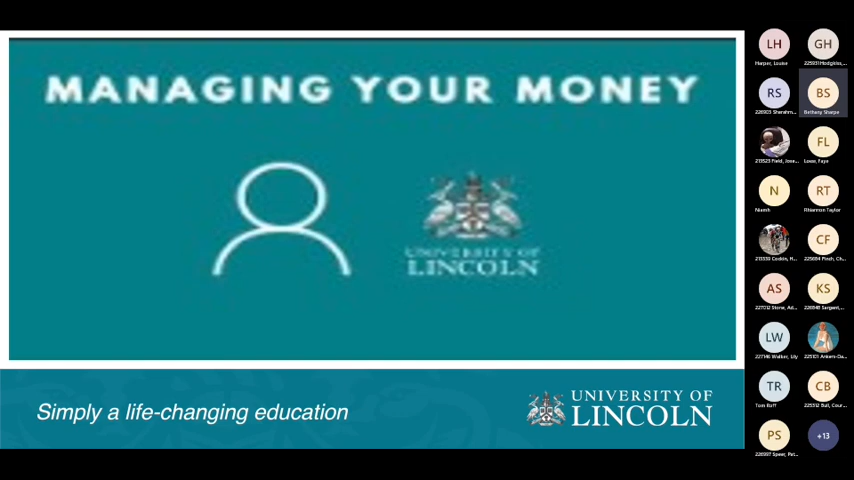 MANAGING YOUR MONEY
UNIVERSITY OF
LINCOLN
Simply a life-changing education
UNIVERSITY OF
LINCOLN
LH
GH
Harper, Louise
RS
BS
Bethany Sharpe
FL
Lowe, Faye
N
RT
Niamh
Rhiannon Taylor
CF
AS
KS
LW
TR
CB
Tom Ruff
PS
+13